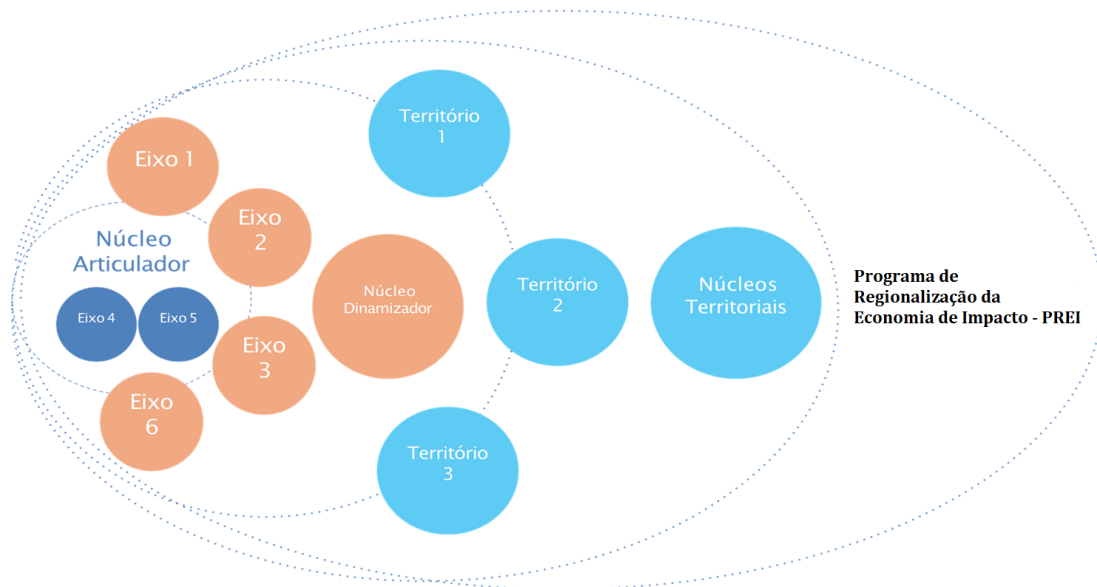 Território
1
Eixo 1
Eixo
2
Núcleo
Articulador
Eixo 4
Eixo 5
Eixo
3
Eixo
6
Núcleo
Dinamizador
Território
2
Território
3
Núcleos
Territoriais
Programa de
Regionalização da
Economia de Impacto - PREI